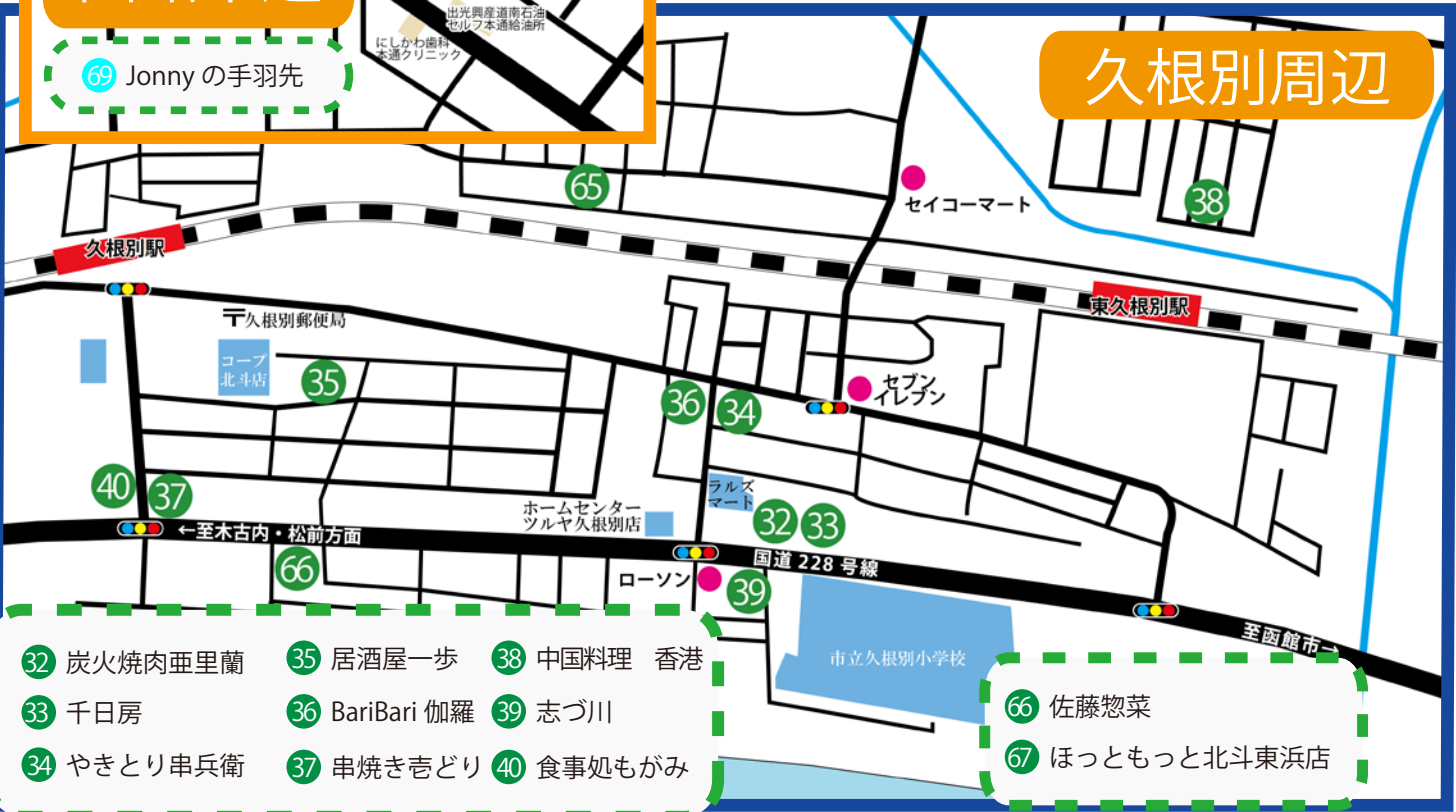 出光興産道南石油
セルフ本通給油所
にしかわ歯科
本通クリニック
69 Jonny の手羽先
久根別周辺
65
セイコーマート
38
久根別駅
東久根別駅
〒久根別郵便局
コープ
北斗店
35
36
34
セブン
イレブン
40
37
ラルズ
マート
ホームセンター
ツルヤ久根別店
32
33
←至木古内・松前方面
国道 228 号線
66
ローソン
39
至函館市→
市立久根別小学校
32 炭火焼肉亜里蘭
33 千日房
34 やきとり串兵衛
35 居酒屋一歩
36 BariBari 伽羅
37 串焼き壱どり
38 中国料理　香港
39 志づ川
40 食事処もがみ
66 佐藤惣菜
67 ほっともっと北斗東浜店